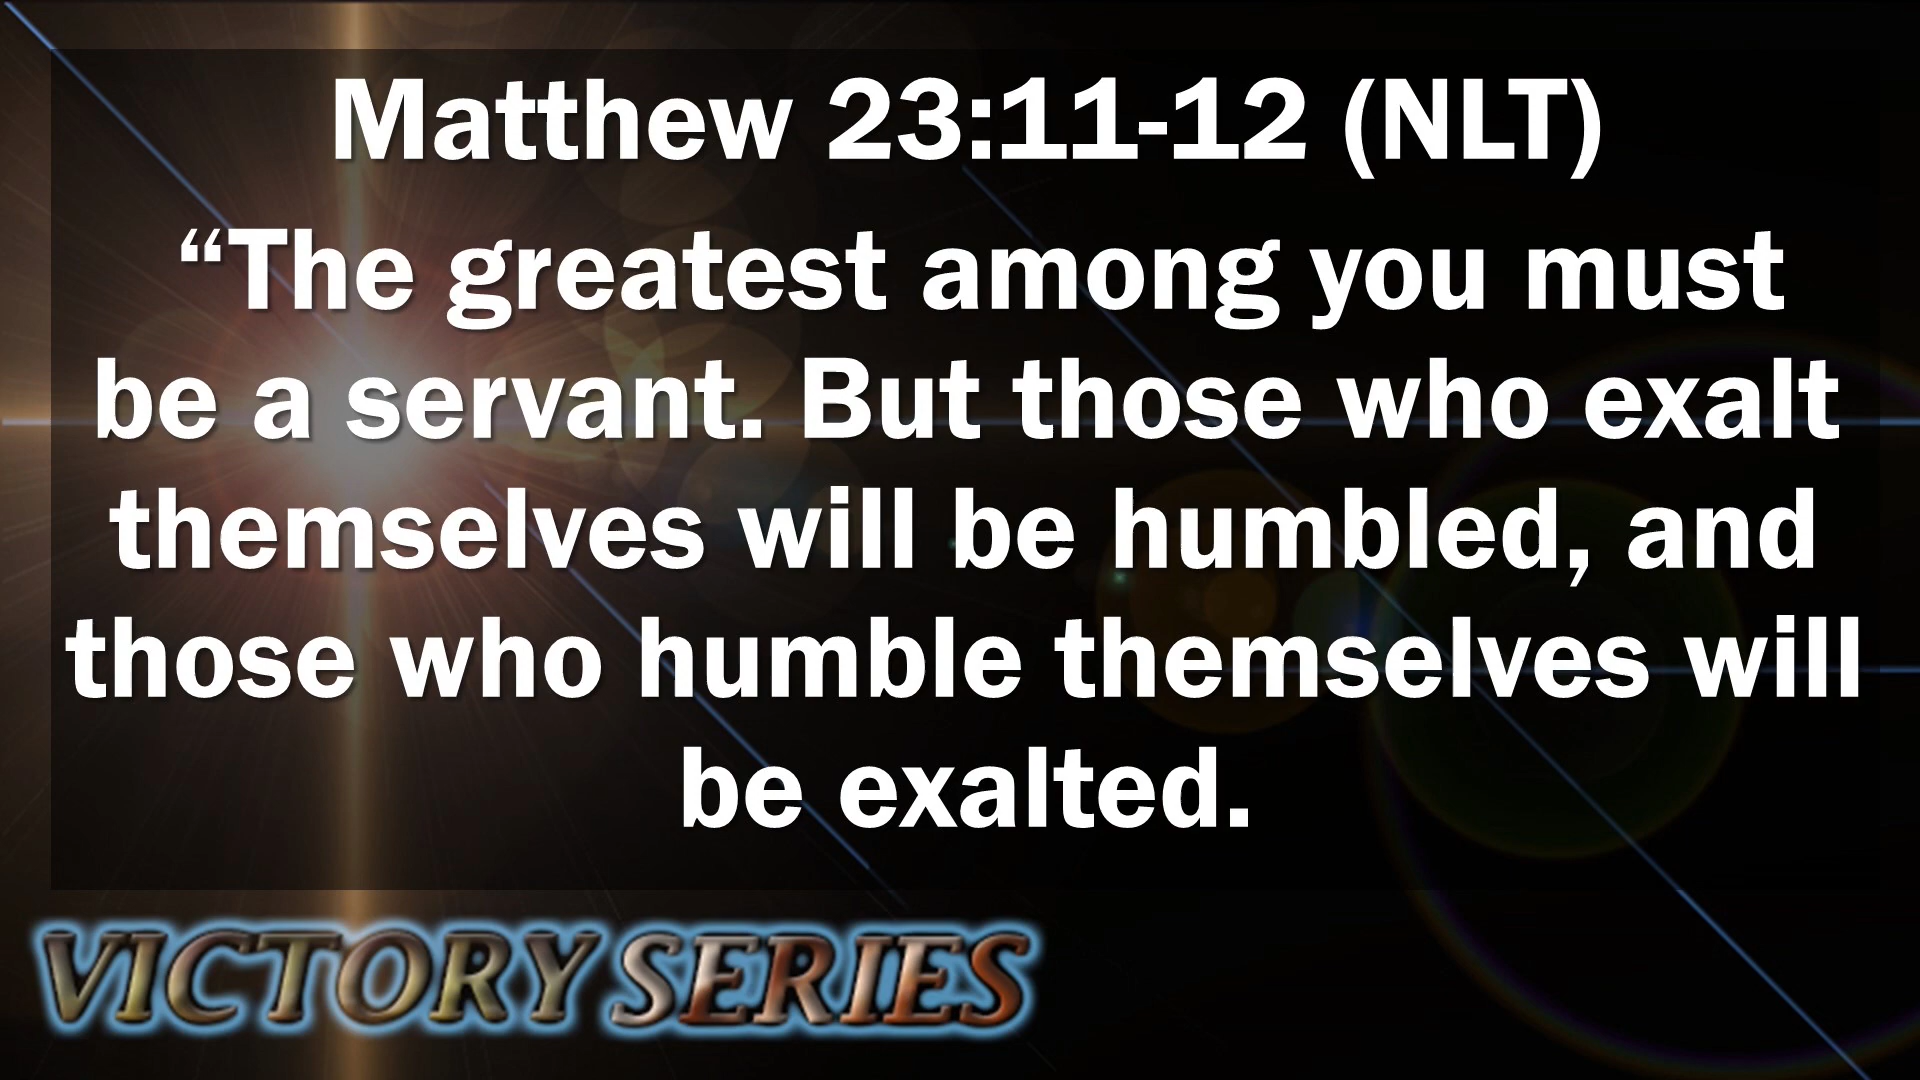 Matthew 23:11-12 (NLT)
“The greatest among you must
be a servant. But those who exalt
themselves will be humbled, and
those who humble themselves will
be exalted.
VICTORY SERIES